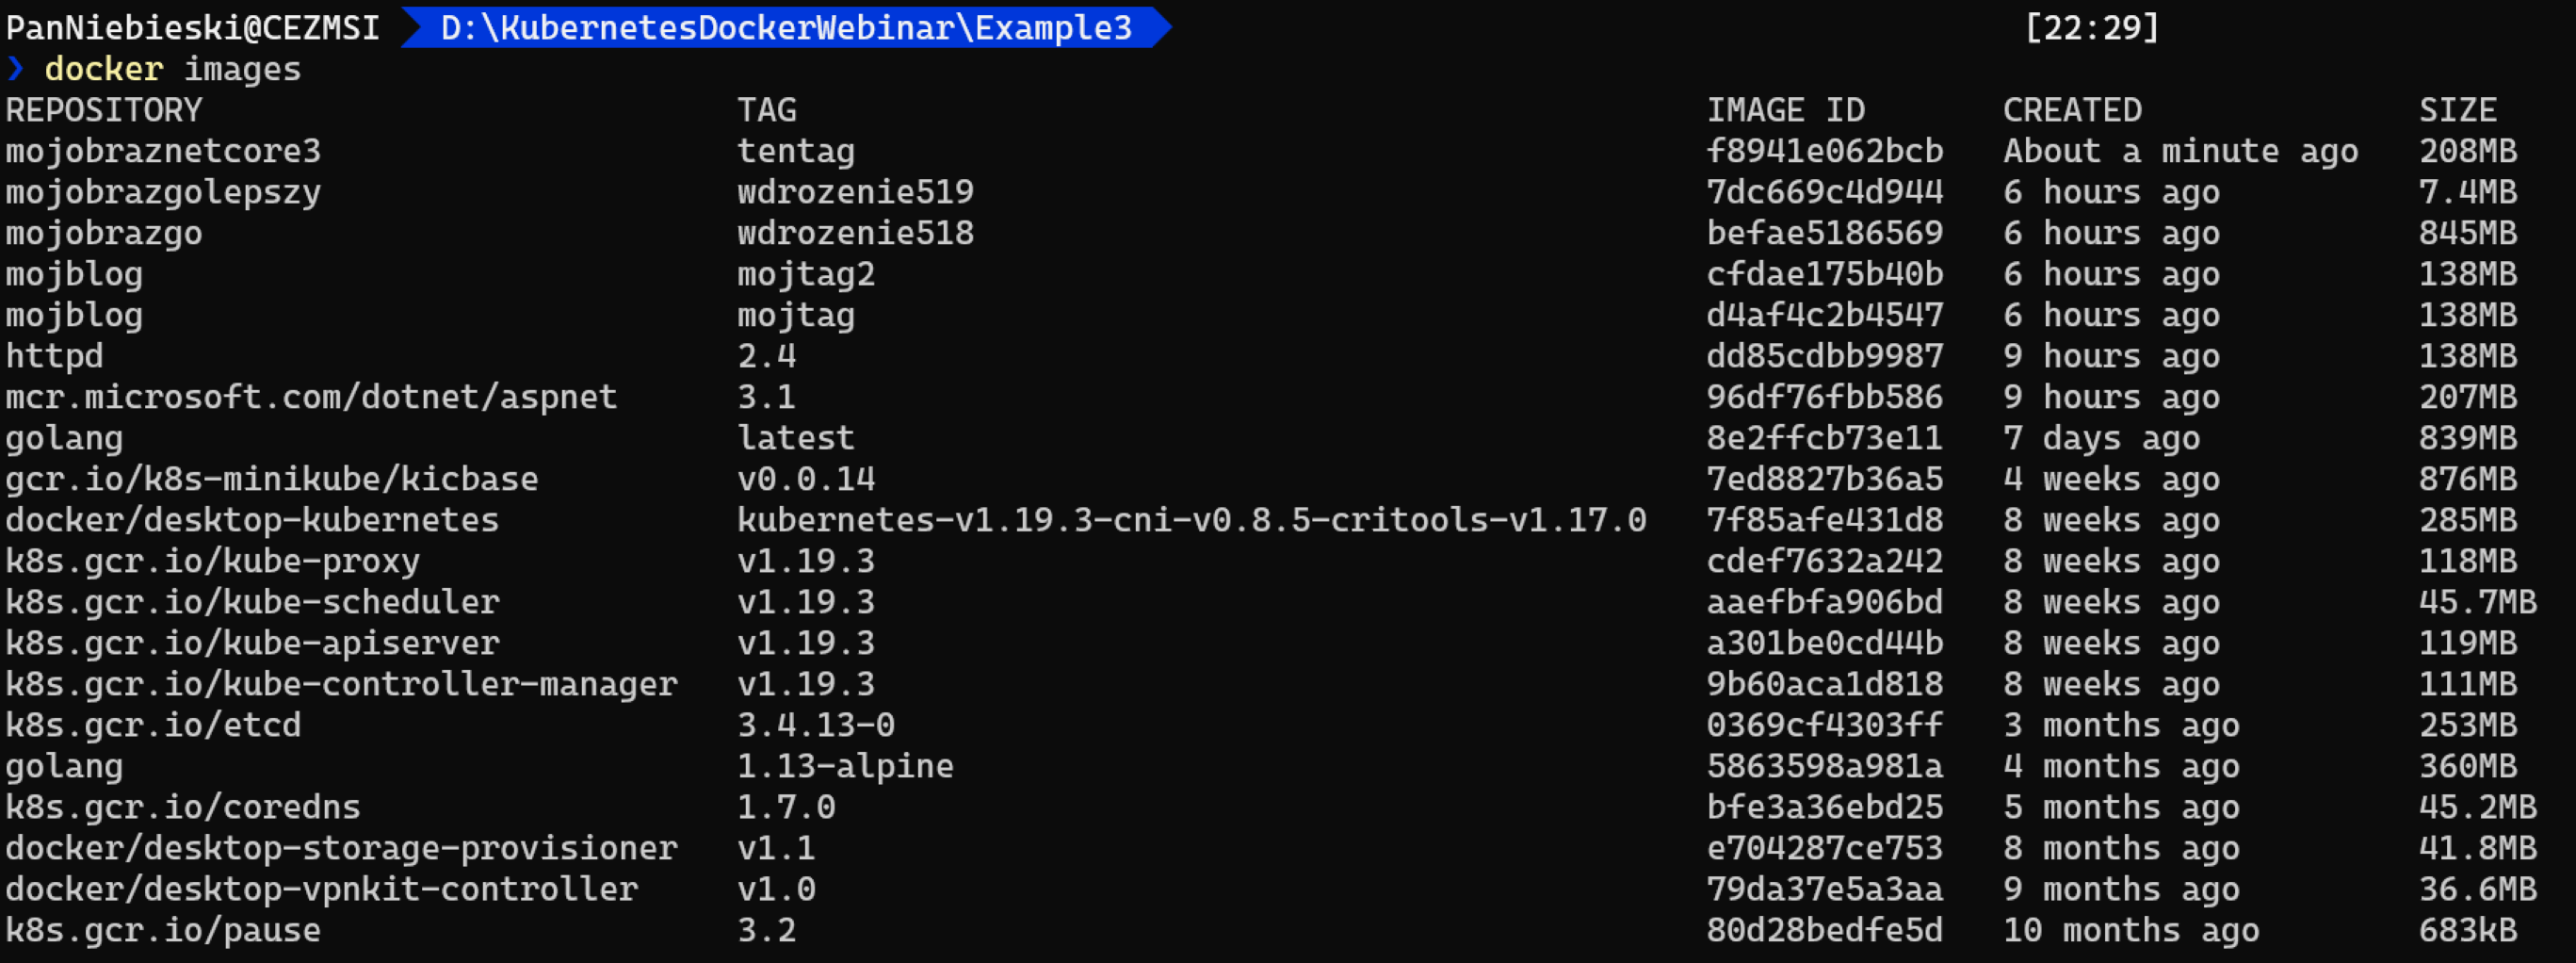 PanNiebieski@CEZMSI D:\KubernetesDockerWebinar\Example3 [22:29]
❯ docker images
REPOSITORY TAG IMAGE ID CREATED SIZE
mojobraznetcore3 tentag f8941e062bcb About a minute ago 208MB
mojobrazgolepszy wdrozenie519 7dc669c4d944 6 hours ago 7.4MB
mojobrazgo wdrozenie518 befae5186569 6 hours ago 845MB
mojblog mojtag2 cfdae175b40b 6 hours ago 138MB
mojblog mojtag d4af4c2b4547 6 hours ago 138MB
httpd 2.4 dd85cdbb9987 9 hours ago 138MB
mcr.microsoft.com/dotnet/aspnet 3.1 96df76fbb586 9 hours ago 207MB
golang latest 8e2ffcb73e11 7 days ago 839MB
gcr.io/k8s-minikube/kicbase v0.0.14 7ed8827b36a5 4 weeks ago 876MB
docker/desktop-kubernetes kubernetes-v1.19.3-cni-v0.8.5-critools-v1.17.0 7f85afe431d8 8 weeks ago 285MB
k8s.gcr.io/kube-proxy v1.19.3 cdef7632a242 8 weeks ago 118MB
k8s.gcr.io/kube-scheduler v1.19.3 aaefbfa906bd 8 weeks ago 45.7MB
k8s.gcr.io/kube-apiserver v1.19.3 a301be0cd44b 8 weeks ago 119MB
k8s.gcr.io/kube-controller-manager v1.19.3 9b60aca1d818 8 weeks ago 111MB
k8s.gcr.io/etcd 3.4.13-0 0369cf4303ff 3 months ago 253MB
golang 1.13-alpine 5863598a981a 4 months ago 360MB
k8s.gcr.io/coredns 1.7.0 bfe3a36ebd25 5 months ago 45.2MB
docker/desktop-storage-provisioner v1.1 e704287ce753 8 months ago 41.8MB
docker/desktop-vpnkit-controller v1.0 79da37e5a3aa 9 months ago 36.6MB
k8s.gcr.io/pause 3.2 80d28bedfe5d 10 months ago 683kB